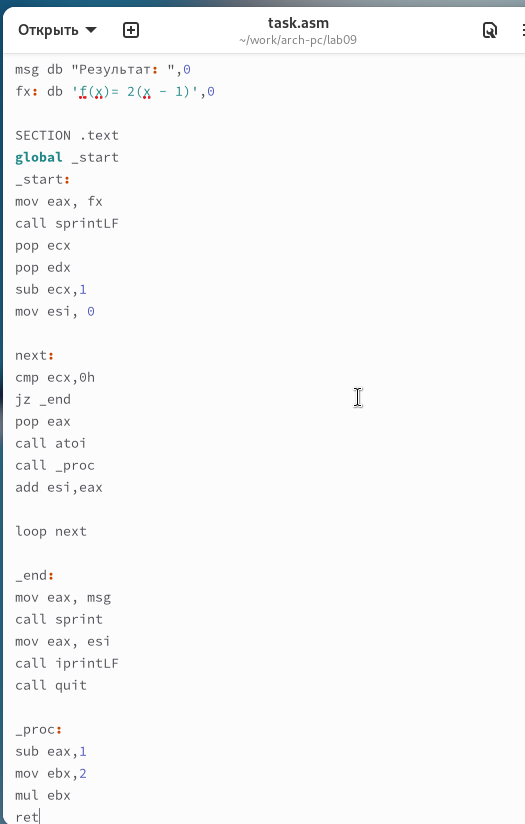 Открыть
task.asm
~/work/arch-pc/lab09
msg db "Результат: ",0
fx: db 'f(x)= 2(x - 1)',0
SECTION .text
global _start
_start:
mov eax, fx
call sprintLF
pop ecx
pop edx
sub ecx,1
mov esi, 0
next:
cmp ecx,0h
jz _end
pop eax
call atoi
call _proc
add esi,eax
loop next
_end:
mov eax, msg
call sprint
mov eax, esi
call iprintLF
call quit
_proc:
sub eax,1
mov ebx,2
mul ebx
ret